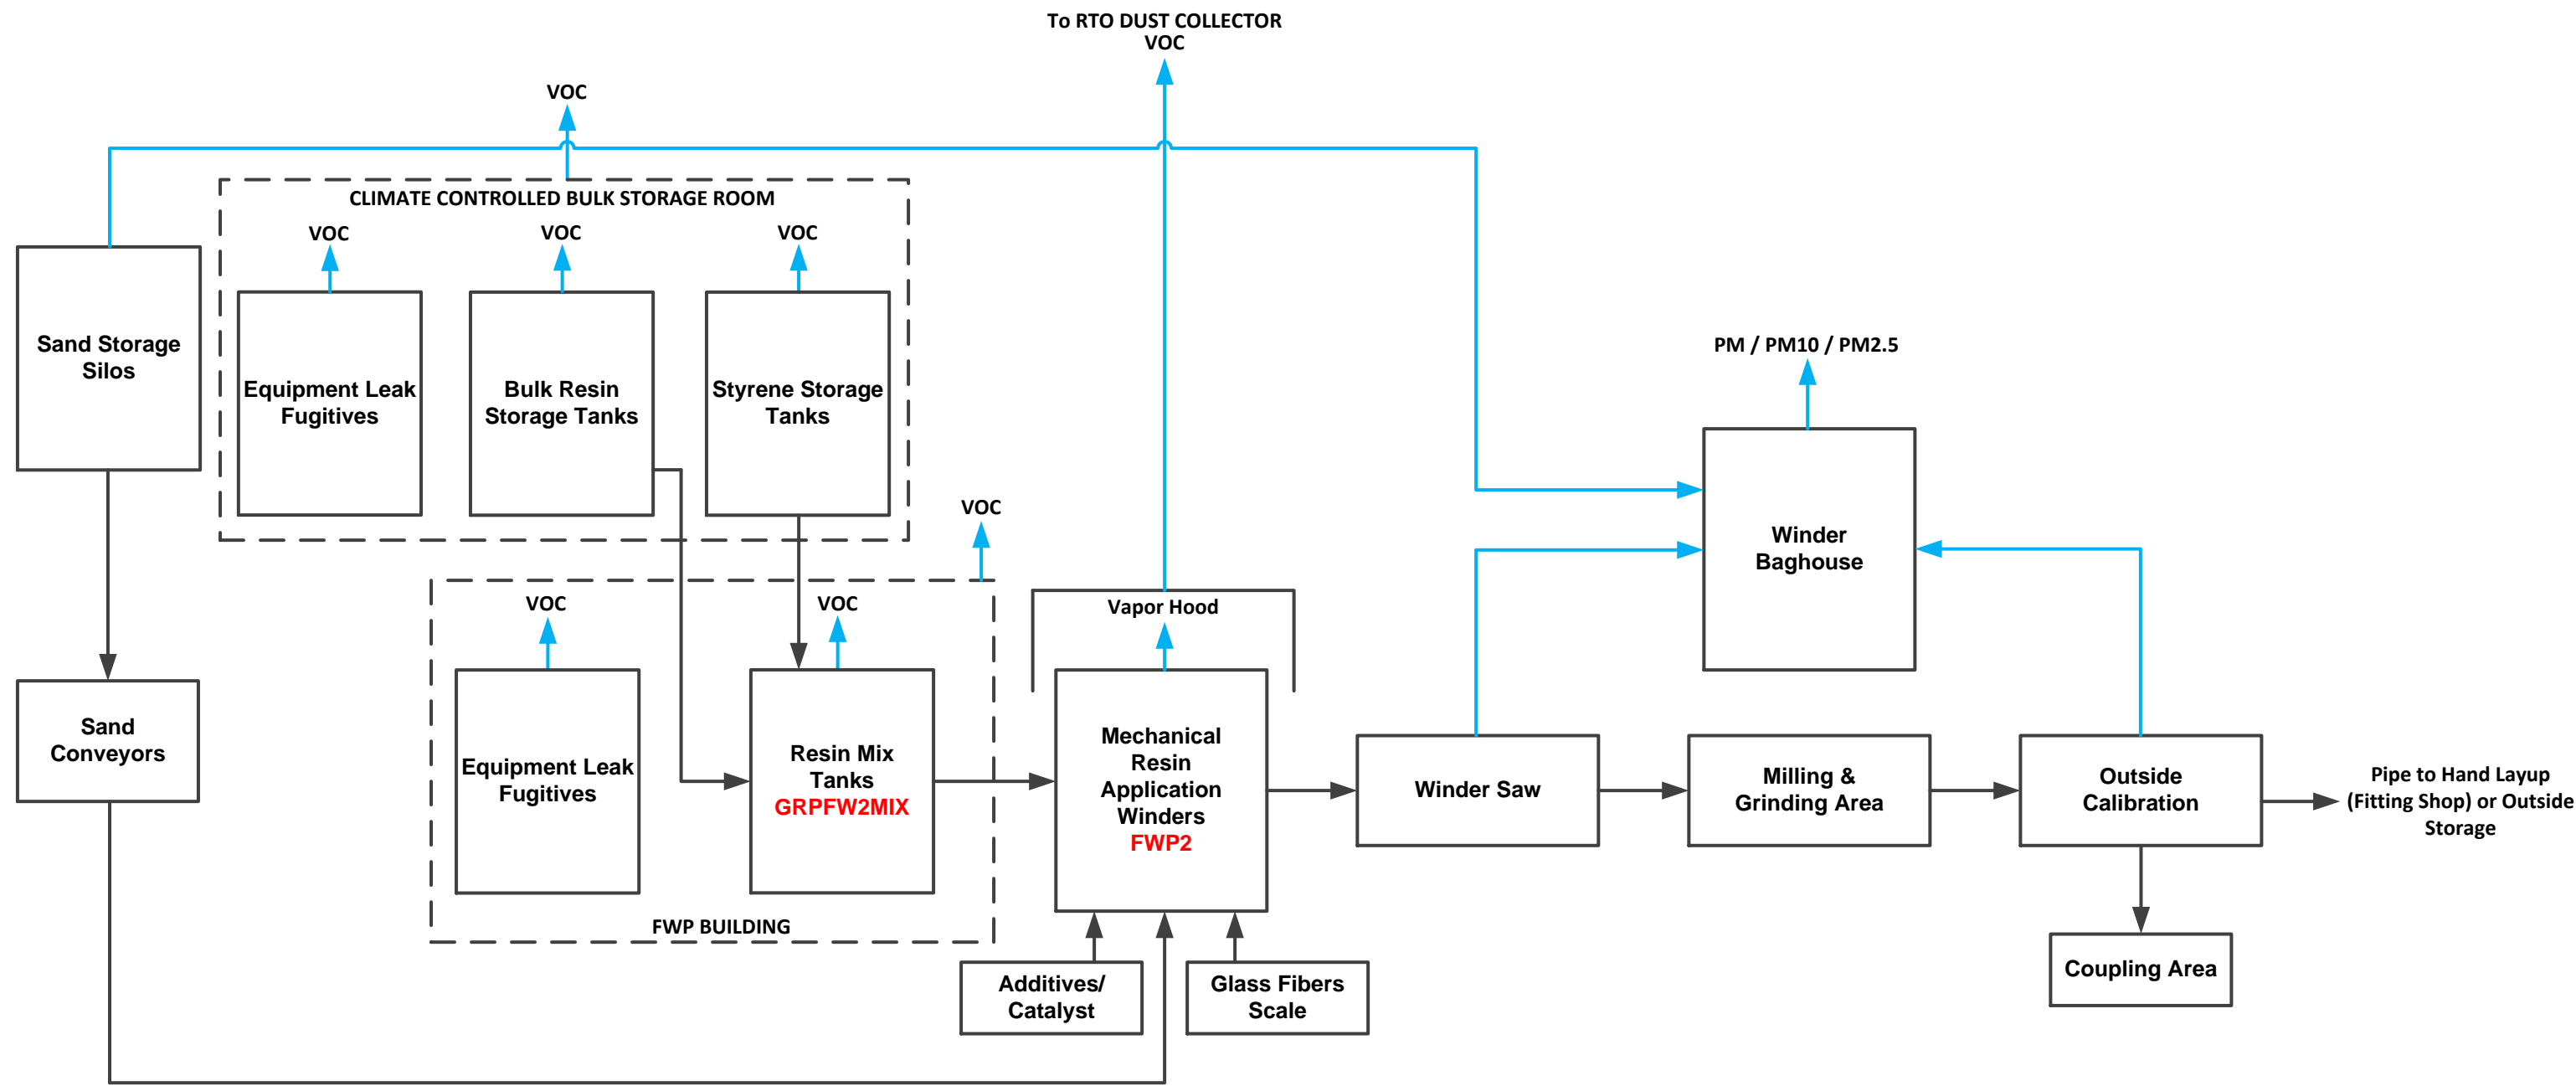 To RTO DUST COLLECTOR
VOC
VOC
CLIMATE CONTROLLED BULK STORAGE ROOM
VOC
VOC
VOC
Sand Storage
Silos
Equipment Leak
Fugitives
Bulk Resin
Storage Tanks
Styrene Storage
Tanks
PM / PM10 / PM2.5
Winder
Baghouse
VOC
VOC
VOC
Vapor Hood
Sand
Conveyors
Equipment Leak
Fugitives
Resin Mix
Tanks
GRPFW2MIX
Mechanical
Resin
Application
Winders
FWP2
Winder Saw
Milling &
Grinding Area
Outside
Calibration
Pipe to Hand Layup
(Fitting Shop) or Outside
Storage
FWP BUILDING
Additives/
Catalyst
Glass Fibers
Scale
Coupling Area